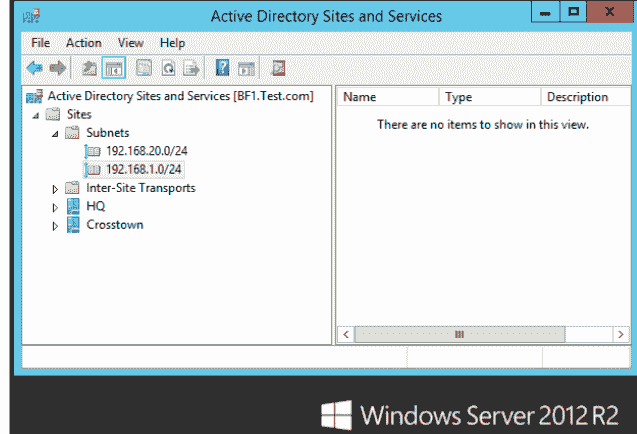 Active Directory Sites and Services
File Action View Help
Active Directory Sites and Services [BF1.Test.com]
Sites
Subnets
192.168.20.0/24
192.168.1.0/24
Inter-Site Transports
HQ
Crosstown
Name Type Description
There are no items to show in this view.
Windows Server 2012 R2